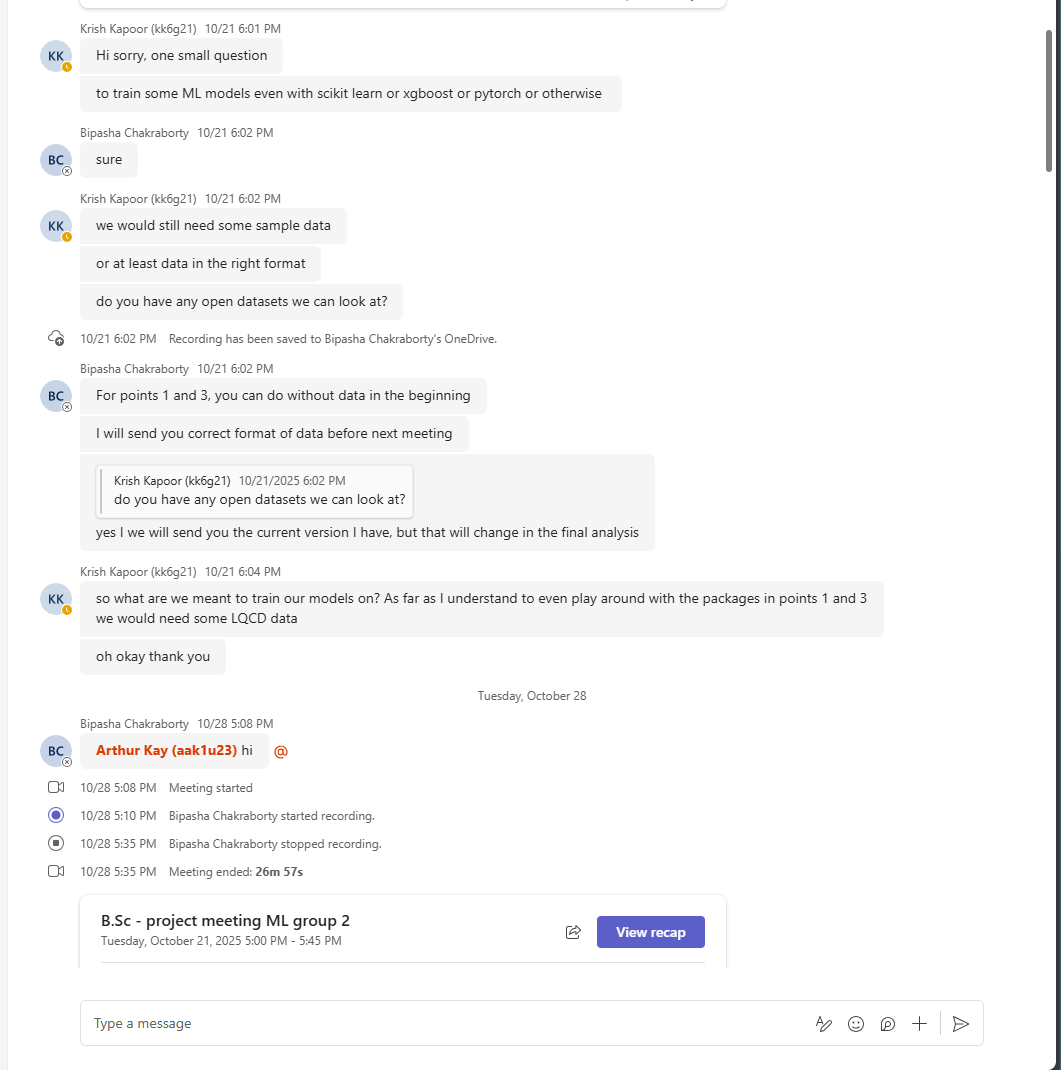 Krish Kapoor (kk6g21) 10/21 6:01 PM
KK
Hi sorry, one small question
to train some ML models even with scikit learn or xgboost or pytorch or otherwise
Bipasha Chakraborty 10/21 6:02 PM
BC
sure
Krish Kapoor (kk6g21) 10/21 6:02 PM
KK
we would still need some sample data
or at least data in the right format
do you have any open datasets we can look at?
10/21 6:02 PM Recording has been saved to Bipasha Chakraborty's OneDrive.
Bipasha Chakraborty 10/21 6:02 PM
BC
For points 1 and 3, you can do without data in the beginning
I will send you correct format of data before next meeting
Krish Kapoor (kk6g21) 10/21/2025 6:02 PM
do you have any open datasets we can look at?
yes I we will send you the current version I have, but that will change in the final analysis
Krish Kapoor (kk6g21) 10/21 6:04 PM
KK
so what are we meant to train our models on? As far as I understand to even play around with the packages in points 1 and 3
we would need some LQCD data
oh okay thank you
Tuesday, October 28
Bipasha Chakraborty 10/28 5:08 PM
BC
Arthur Kay (aak1u23) hi @
10/28 5:08 PM Meeting started
10/28 5:10 PM Bipasha Chakraborty started recording.
10/28 5:35 PM Bipasha Chakraborty stopped recording.
10/28 5:35 PM Meeting ended: 26m 57s
B.Sc - project meeting ML group 2
Tuesday, October 21, 2025 5:00 PM - 5:45 PM
View recap
Type a message